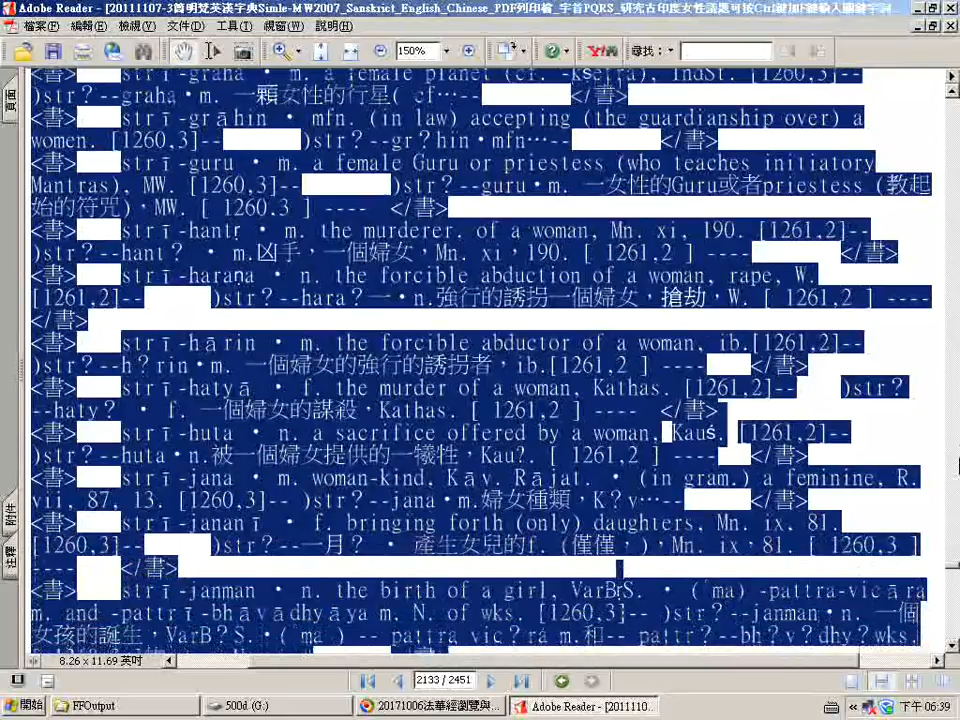 Adobe Reader - [20111107-3簡明梵英漢字典Simle-MW2007_Sanskrict_English_Chinese_PDF列印檔_字首PQRS_研究古印度女性議題可按Ctrl鍵加F鍵輸入關鍵字詞
檔案(F) 編輯(E) 檢視(V) 文件(D) 工具(T) 視窗(W) 說明(H)
150% 尋找：
頁面
<書> strī-graha • m. a female planet (cf. -kṣetra), IndSt. [1260,3]--
)str？--graha•m. 一顆女性的行星( cf…-- </書>
<書> strī-grāhin • mfn. (in law) accepting (the guardianship over) a
women. [1260,3]-- )str？--gr？hin•mfn…-- </書>
<書> strī-guru • m. a female Guru or priestess (who teaches initiatory
Mantras), MW. [1260,3]-- )str？--guru•m. 一女性的Guru或者priestess (教起
始的符咒)，MW. [ 1260.3 ] ---- </書>
<書> strī-hantṛ • m. the murderer. of a woman, Mn. xi, 190. [1261,2]--
)str？--hant？ • m.凶手，一個婦女，Mn. xi，190. [ 1261,2 ] ---- </書>
<書> strī-haraṇa • n. the forcible abduction of a woman, rape, W.
[1261,2]-- )str？--hara？一•n.強行的誘拐一個婦女，搶劫，W. [ 1261,2 ] ----
</書>
<書> strī-hārin • m. the forcible abductor of a woman, ib.[1261,2]--
)str？--h？rin•m. 一個婦女的強行的誘拐者，ib.[1261,2 ] ---- </書>
<書> strī-hatyā • f. the murder of a woman, Kathas. [1261,2]-- )str？
--haty？ • f. 一個婦女的謀殺，Kathas. [ 1261,2 ] ---- </書>
<書> strī-huta • n. a sacrifice offered by a woman, Kauś. [1261,2]--
)str？--huta•n.被一個婦女提供的一犧牲，Kau?. [ 1261,2 ] ---- </書>
<書> strī-jana • m. woman-kind, Kāv. Rājat. • (in gram.) a feminine, R.
vii, 87, 13. [1260,3]-- )str？--jana•m.婦女種類，K？v…-- </書>
<書> strī-jananī • f. bringing forth (only) daughters, Mn. ix, 81.
[1260,3]-- )str？--一月？ • 產生女兒的f. (僅僅，)，Mn. ix，81. [ 1260,3 ]
---- </書>
<書> strī-janman • n. the birth of a girl, VarBṛS. • (ˊma) -pattra-vicāra
m. and -pattrī-bhāvādhyāya m. N. of wks. [1260,3]-- )str？--janman•n. 一個
女孩的誕生，VarB？S.•(ˊma ) -- pattra vic？ra m.和-- pattr？--bh？v？dhy？wks.
附件
注釋
8.26 x 11.69 英吋
2133 / 2451
開始 FFOutput 500d (G:) 20171006法華經瀏覽與... Adobe Reader - [2011110... 下午 06:39